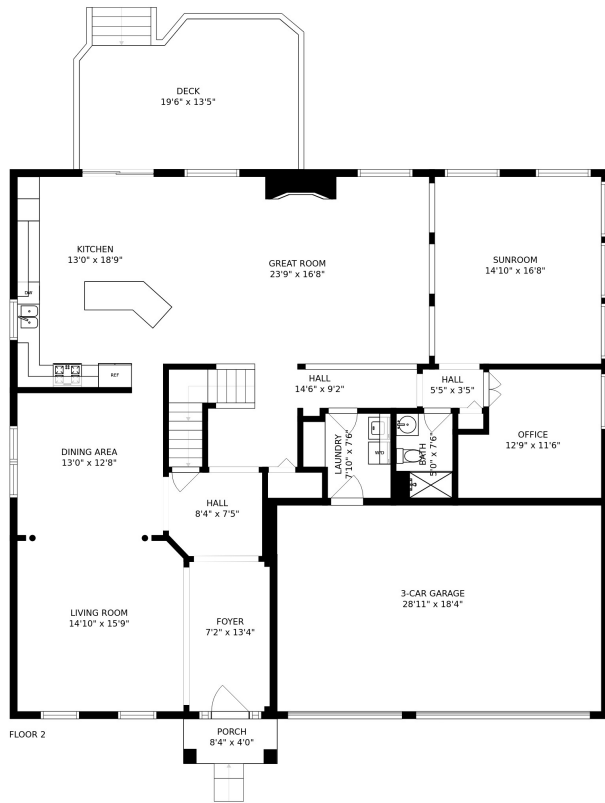 DECK
19'6" x 13'5"
KITCHEN
13'0" x 18'9"
GREAT ROOM
23'9" x 16'8"
SUNROOM
14'10" x 16'8"
D/W
REF
HALL
14'6" x 9'2"
HALL
5'5" x 3'5"
DINING AREA
13'0" x 12'8"
LAUNDRY
7'10" x 7'6"
W/D
BATH
5'0" x 7'6"
OFFICE
12'9" x 11'6"
HALL
8'4" x 7'5"
3-CAR GARAGE
28'11" x 18'4"
LIVING ROOM
14'10" x 15'9"
FOYER
7'2" x 13'4"
PORCH
8'4" x 4'0"
FLOOR 2